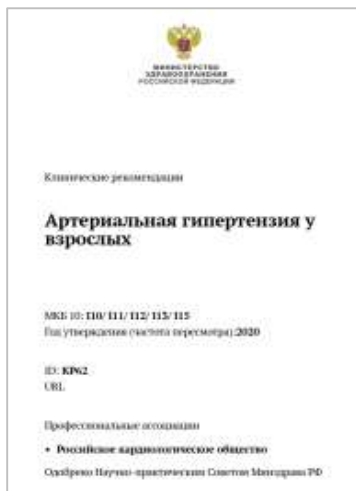 МИНИСТЕРСТВО
ЗДРАВООХРАНЕНИЯ
РОССИЙСКОЙ ФЕДЕРАЦИИ
Клинические рекомендации
Артериальная гипертензия у
взрослых
МКБ 10: I10/ I11/ I12/ I13/ I15
Год утверждения (частота пересмотра):2020
ID: КР62
URL
Профессиональные ассоциации
• Российское кардиологическое общество
Одобрено Научно-практическим Советом Минздрава РФ